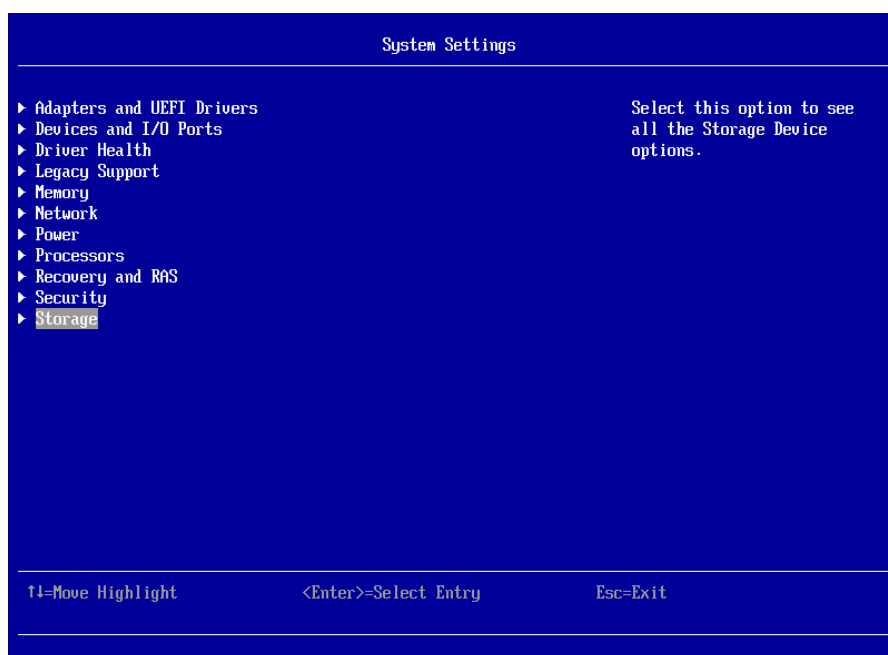 System Settings
▶ Adapters and UEFI Drivers
▶ Devices and I/O Ports
▶ Driver Health
▶ Legacy Support
▶ Memory
▶ Network
▶ Power
▶ Processors
▶ Recovery and RAS
▶ Security
▶ Storage
Select this option to see
all the Storage Device
options.
↑↓=Move Highlight <Enter>=Select Entry Esc=Exit